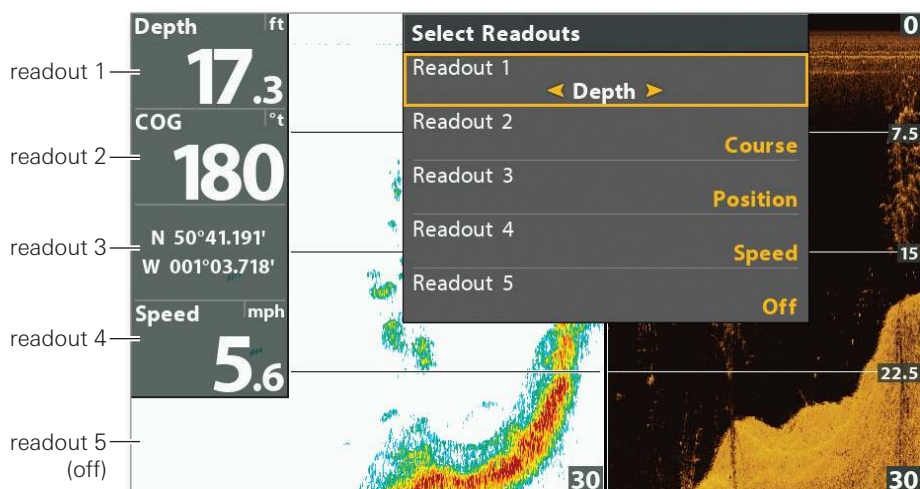 readout 1
readout 2
readout 3
readout 4
readout 5
(off)
Depth ft
17.3
COG °t
180
N 50°41.191'
W 001°03.718'
Speed mph
5.6
Select Readouts
Readout 1
Depth
Readout 2
Course
Readout 3
Position
Readout 4
Speed
Readout 5
Off
30
0
7.5
15
22.5
30